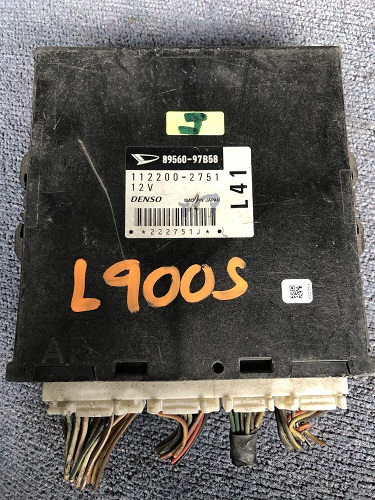 J
89560-97B58
112200-2751
12V
DENSO MADE IN JAPAN
*222751J*
L41
L900S
A